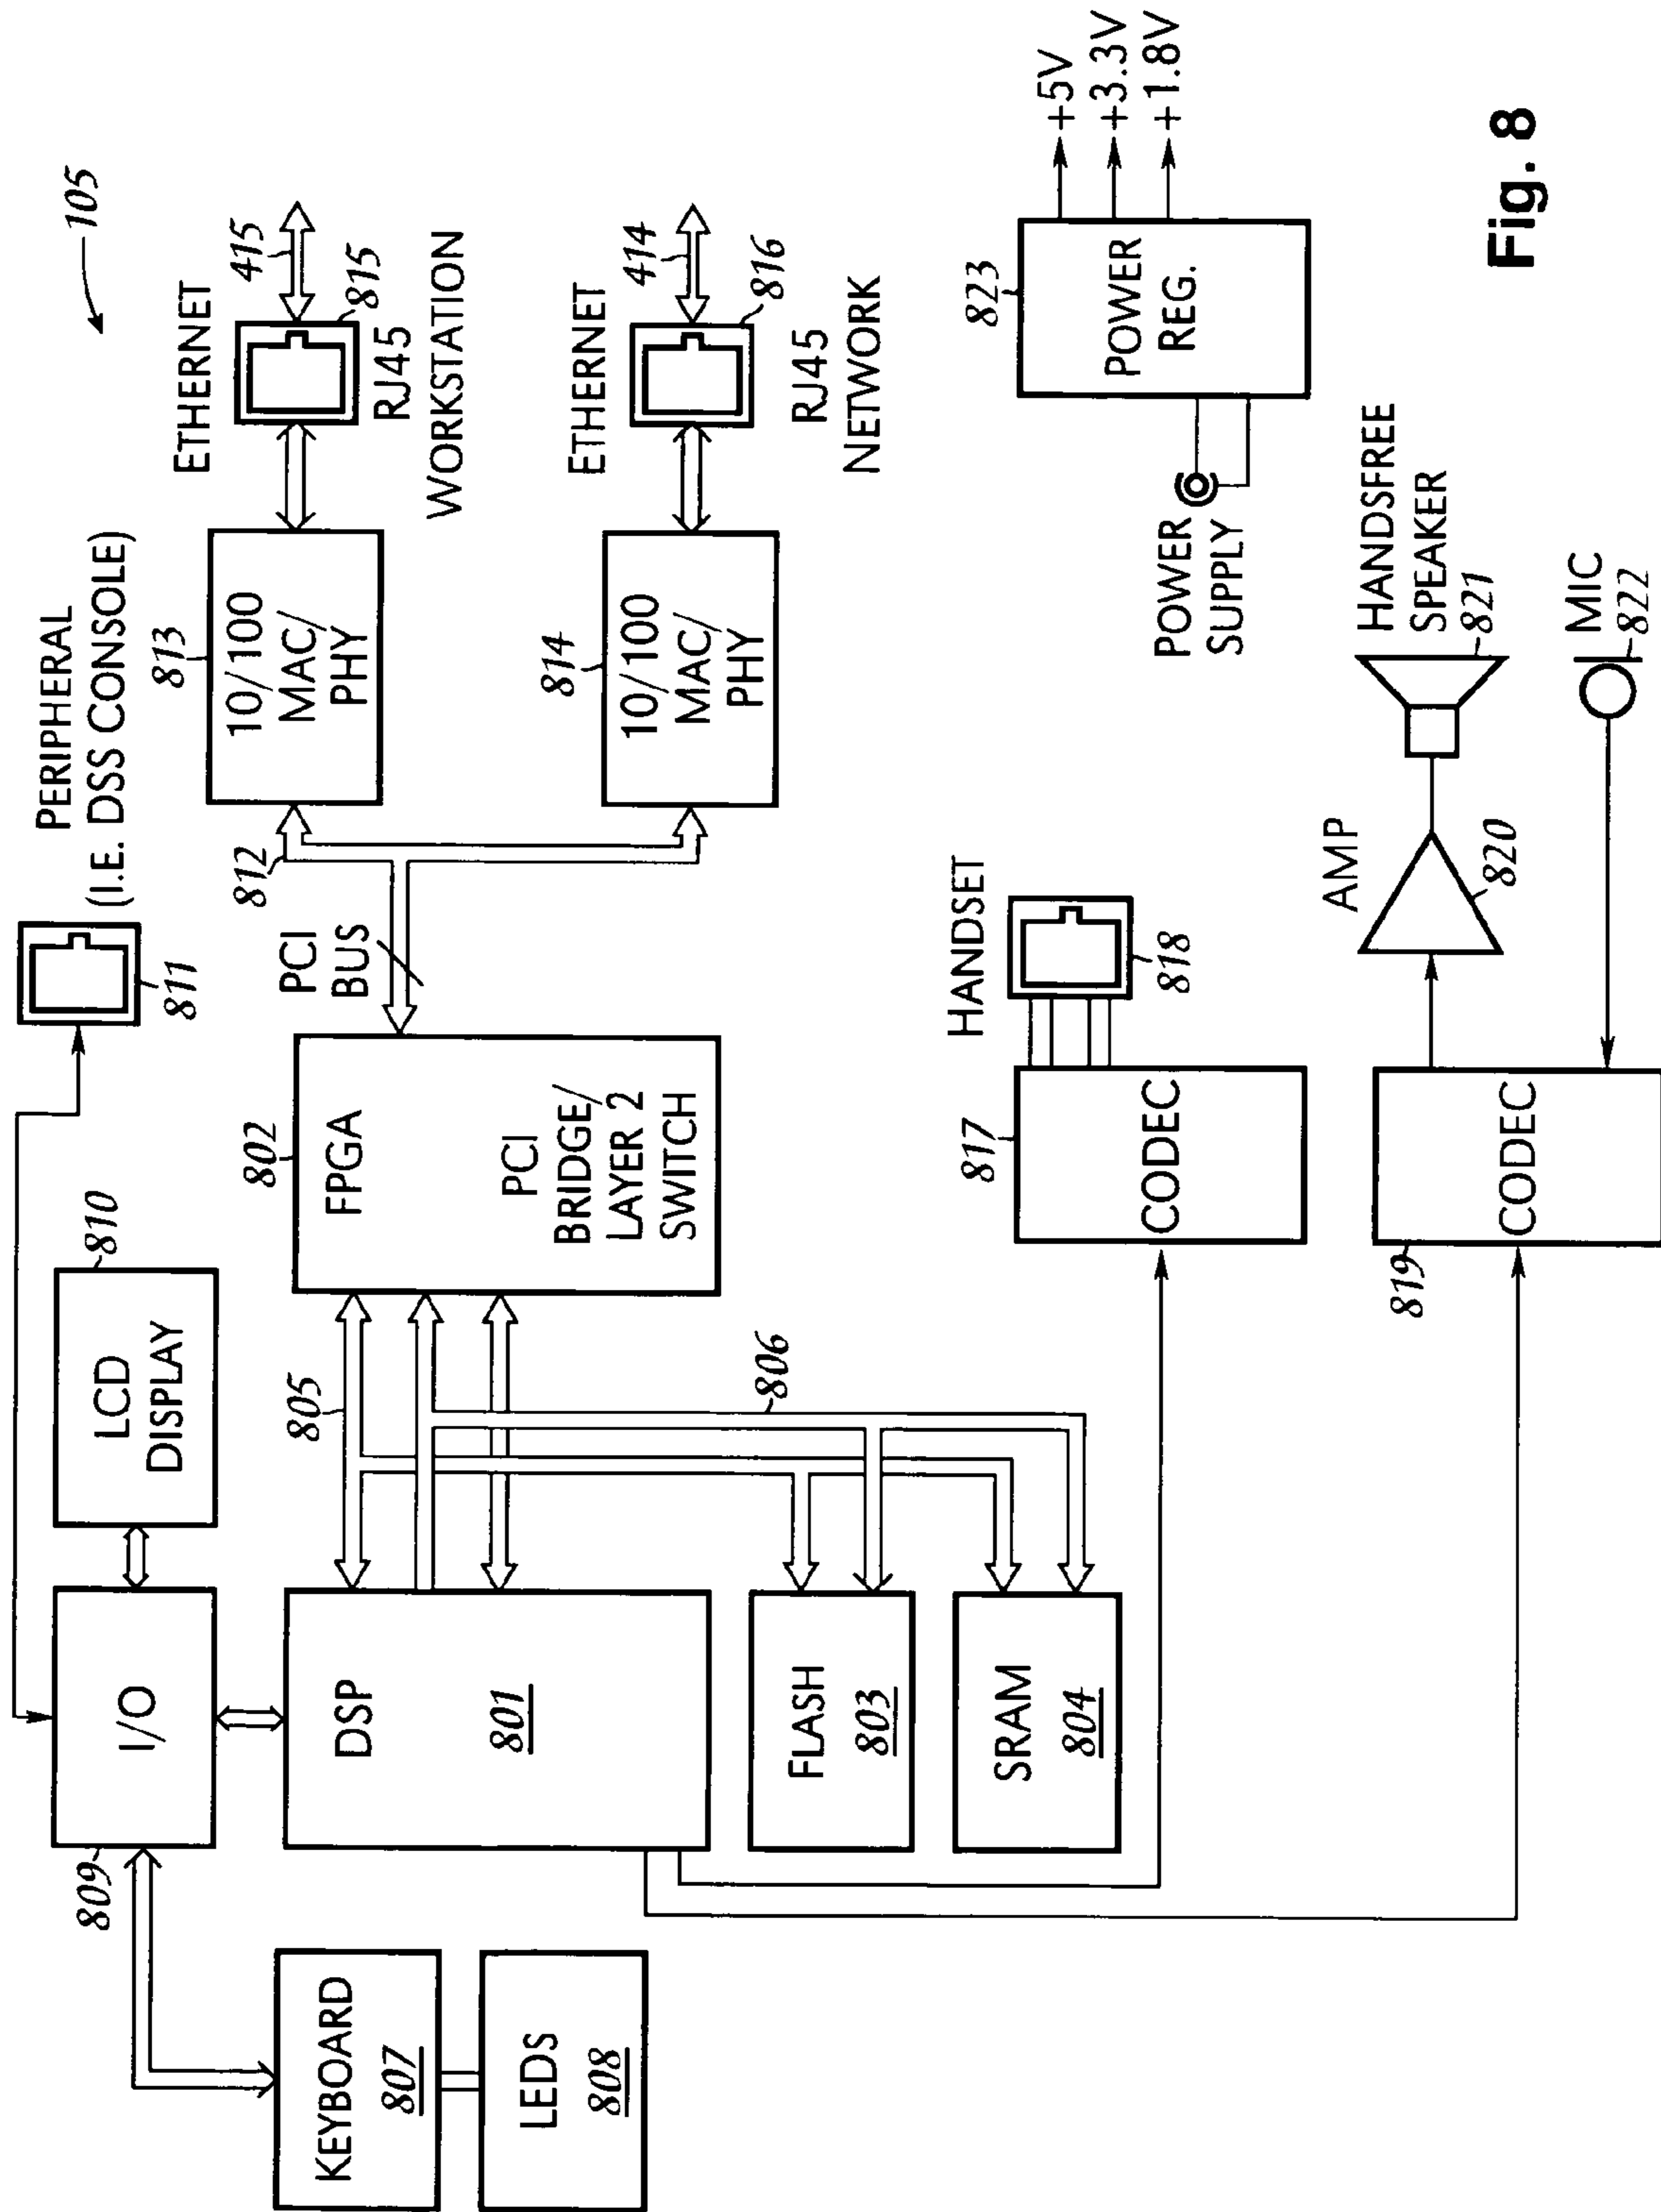 105
PERIPHERAL
(I.E. DSS CONSOLE)
811
810
LCD
DISPLAY
809
I/O
KEYBOARD
807
LEDS
808
DSP
801
805
802
FPGA
PCI
BRIDGE/
LAYER 2
SWITCH
PCI
BUS
812
813
10/100
MAC/
PHY
ETHERNET
415
815
RJ45
WORKSTATION
814
10/100
MAC/
PHY
ETHERNET
414
816
RJ45
NETWORK
806
FLASH
803
SRAM
804
HANDSET
818
817
CODEC
819
CODEC
AMP
820
HANDSFREE
SPEAKER
821
MIC
822
POWER
SUPPLY
823
POWER
REG.
+5V
+3.3V
+1.8V
Fig. 8